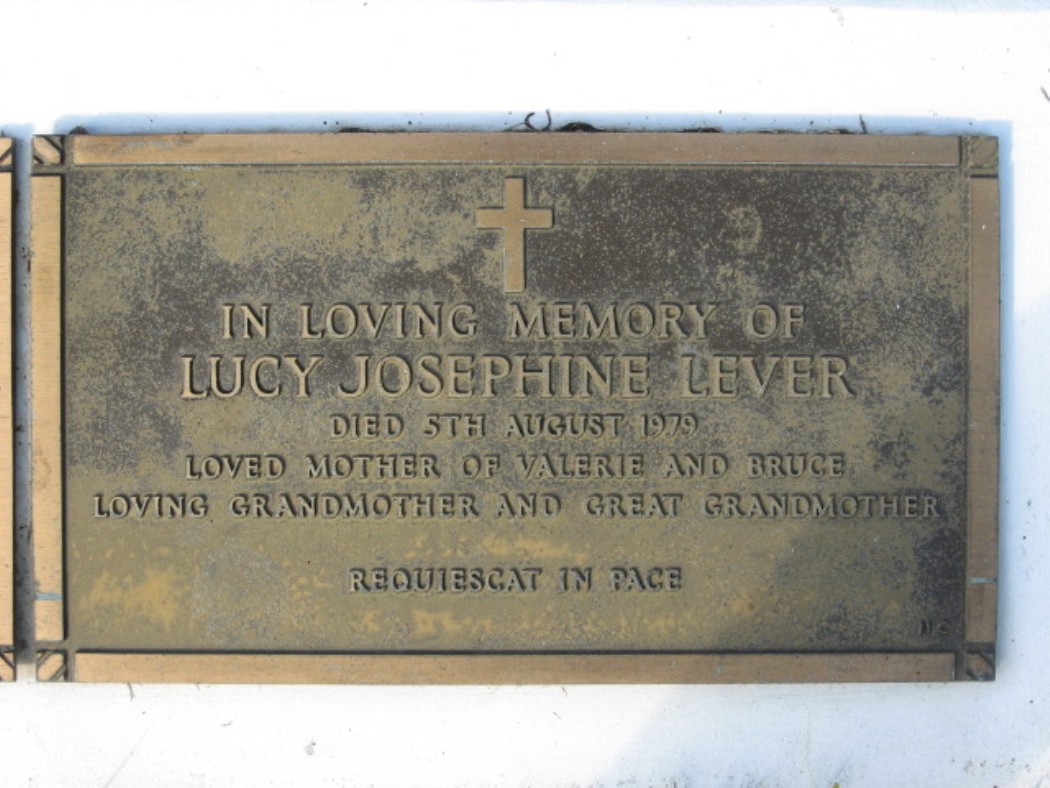 IN LOVING MEMORY OF
LUCY JOSEPHINE LEVER
DIED 5TH AUGUST 1979
LOVED MOTHER OF VALERIE AND BRUCE
LOVING GRANDMOTHER AND GREAT GRANDMOTHER
REQUIESCAT IN PACE